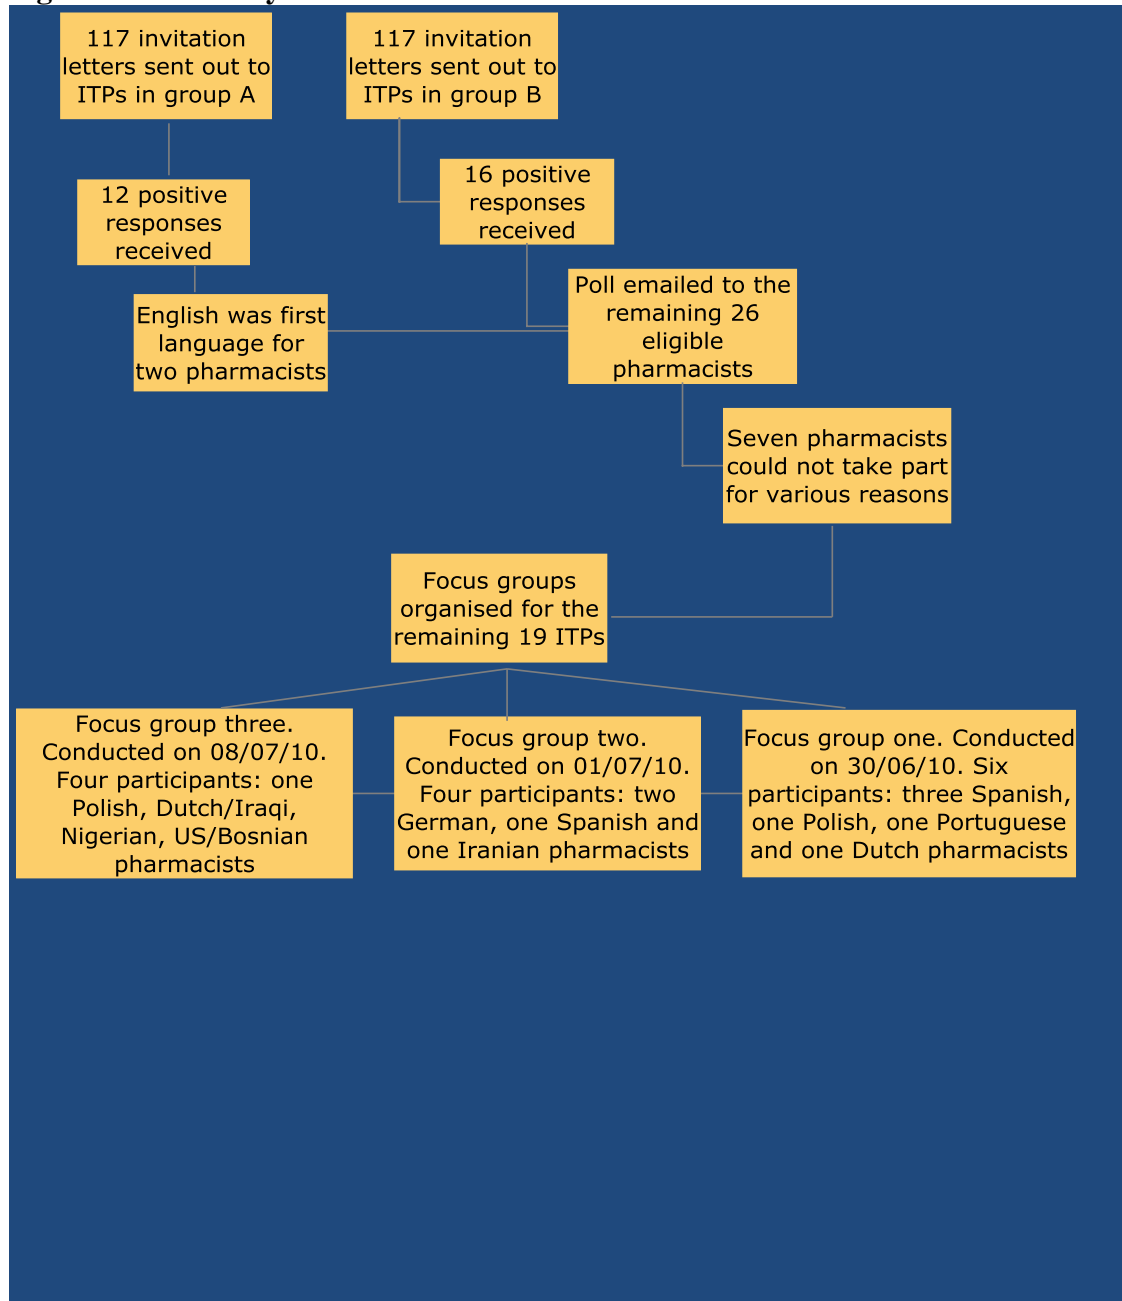 117 invitation
letters sent out to
ITPs in group A
117 invitation
letters sent out to
ITPs in group B
16 positive
responses
received
12 positive
responses
received
Poll emailed to the
remaining 26
eligible
pharmacists
English was first
language for
two pharmacists
Seven pharmacists
could not take part
for various reasons
Focus groups
organised for the
remaining 19 ITPs
Focus group three.
Conducted on 08/07/10.
Four participants: one
Polish, Dutch/Iraqi,
Nigerian, US/Bosnian
pharmacists
Focus group two.
Conducted on 01/07/10.
Four participants: two
German, one Spanish and
one Iranian pharmacists
Focus group one. Conducted
on 30/06/10. Six
participants: three Spanish,
one Polish, one Portuguese
and one Dutch pharmacists